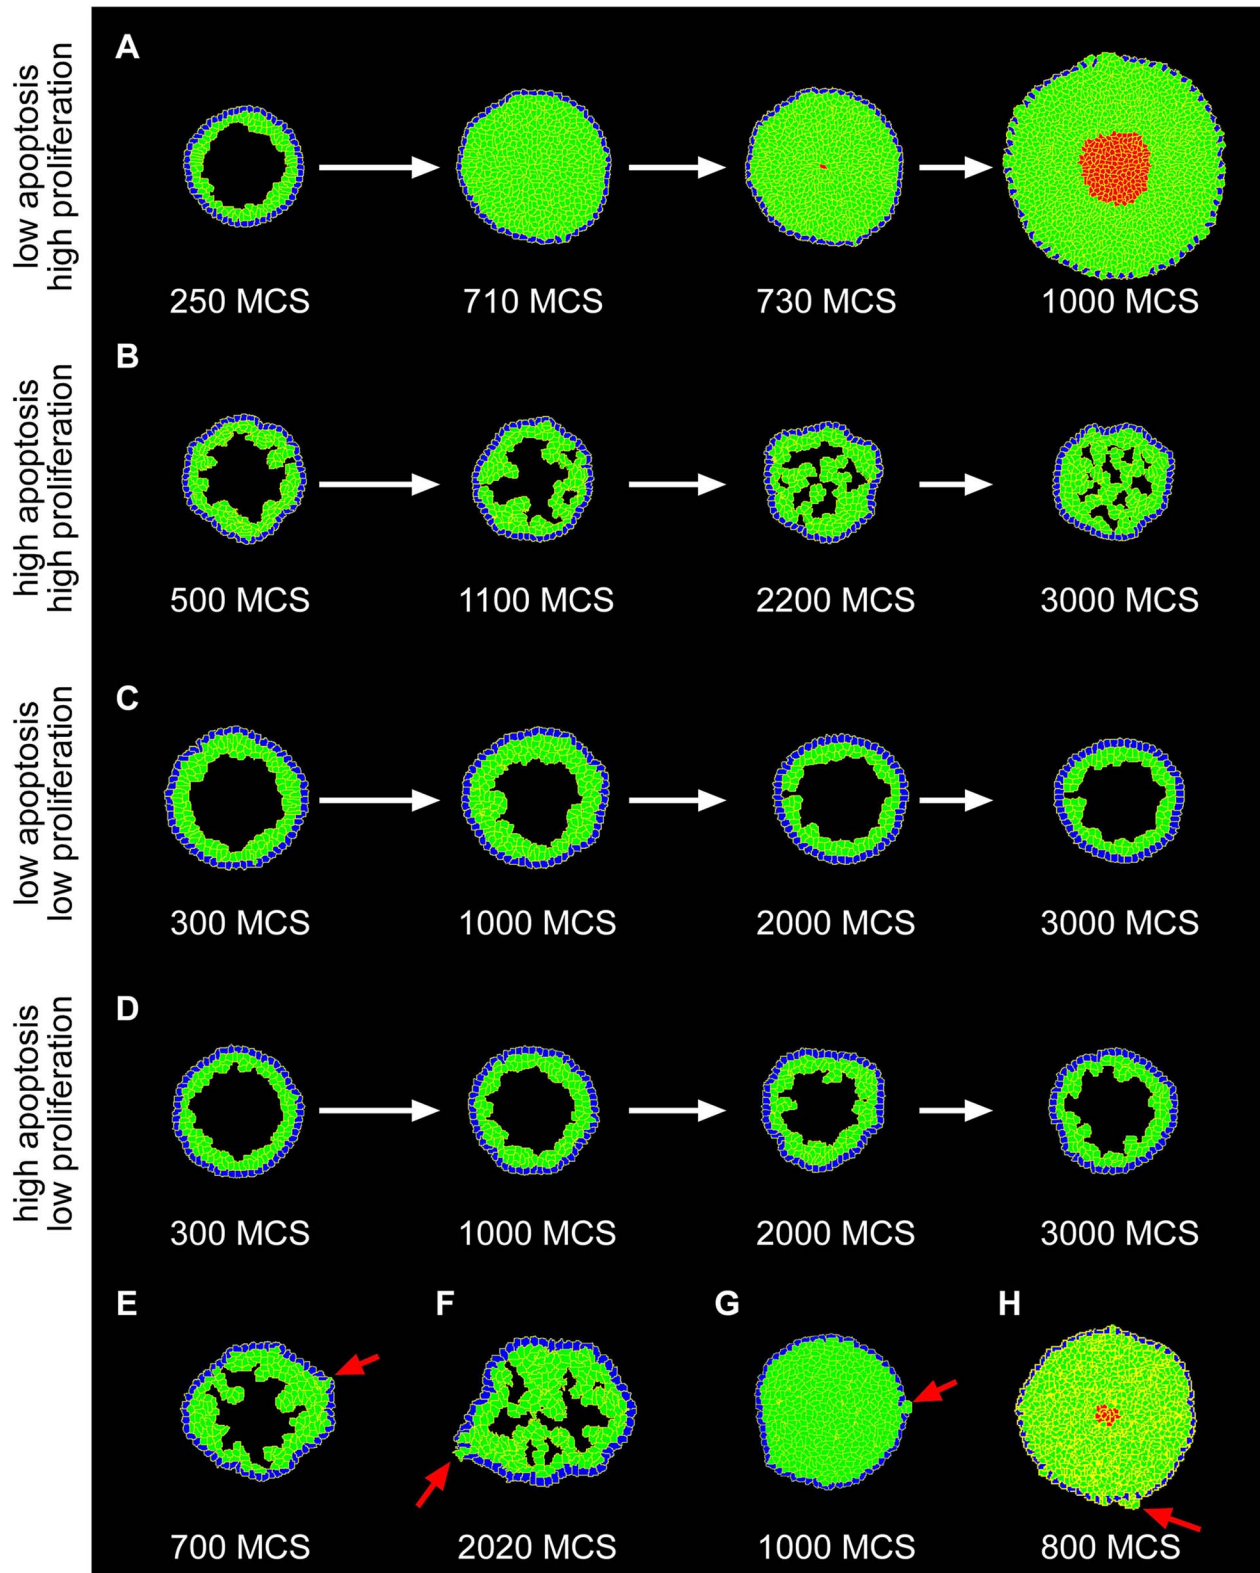 A
low apoptosis
high proliferation
250 MCS
710 MCS
730 MCS
1000 MCS
B
high apoptosis
high proliferation
500 MCS
1100 MCS
2200 MCS
3000 MCS
C
low apoptosis
low proliferation
300 MCS
1000 MCS
2000 MCS
3000 MCS
D
high apoptosis
low proliferation
300 MCS
1000 MCS
2000 MCS
3000 MCS
E
F
G
H
700 MCS
2020 MCS
1000 MCS
800 MCS